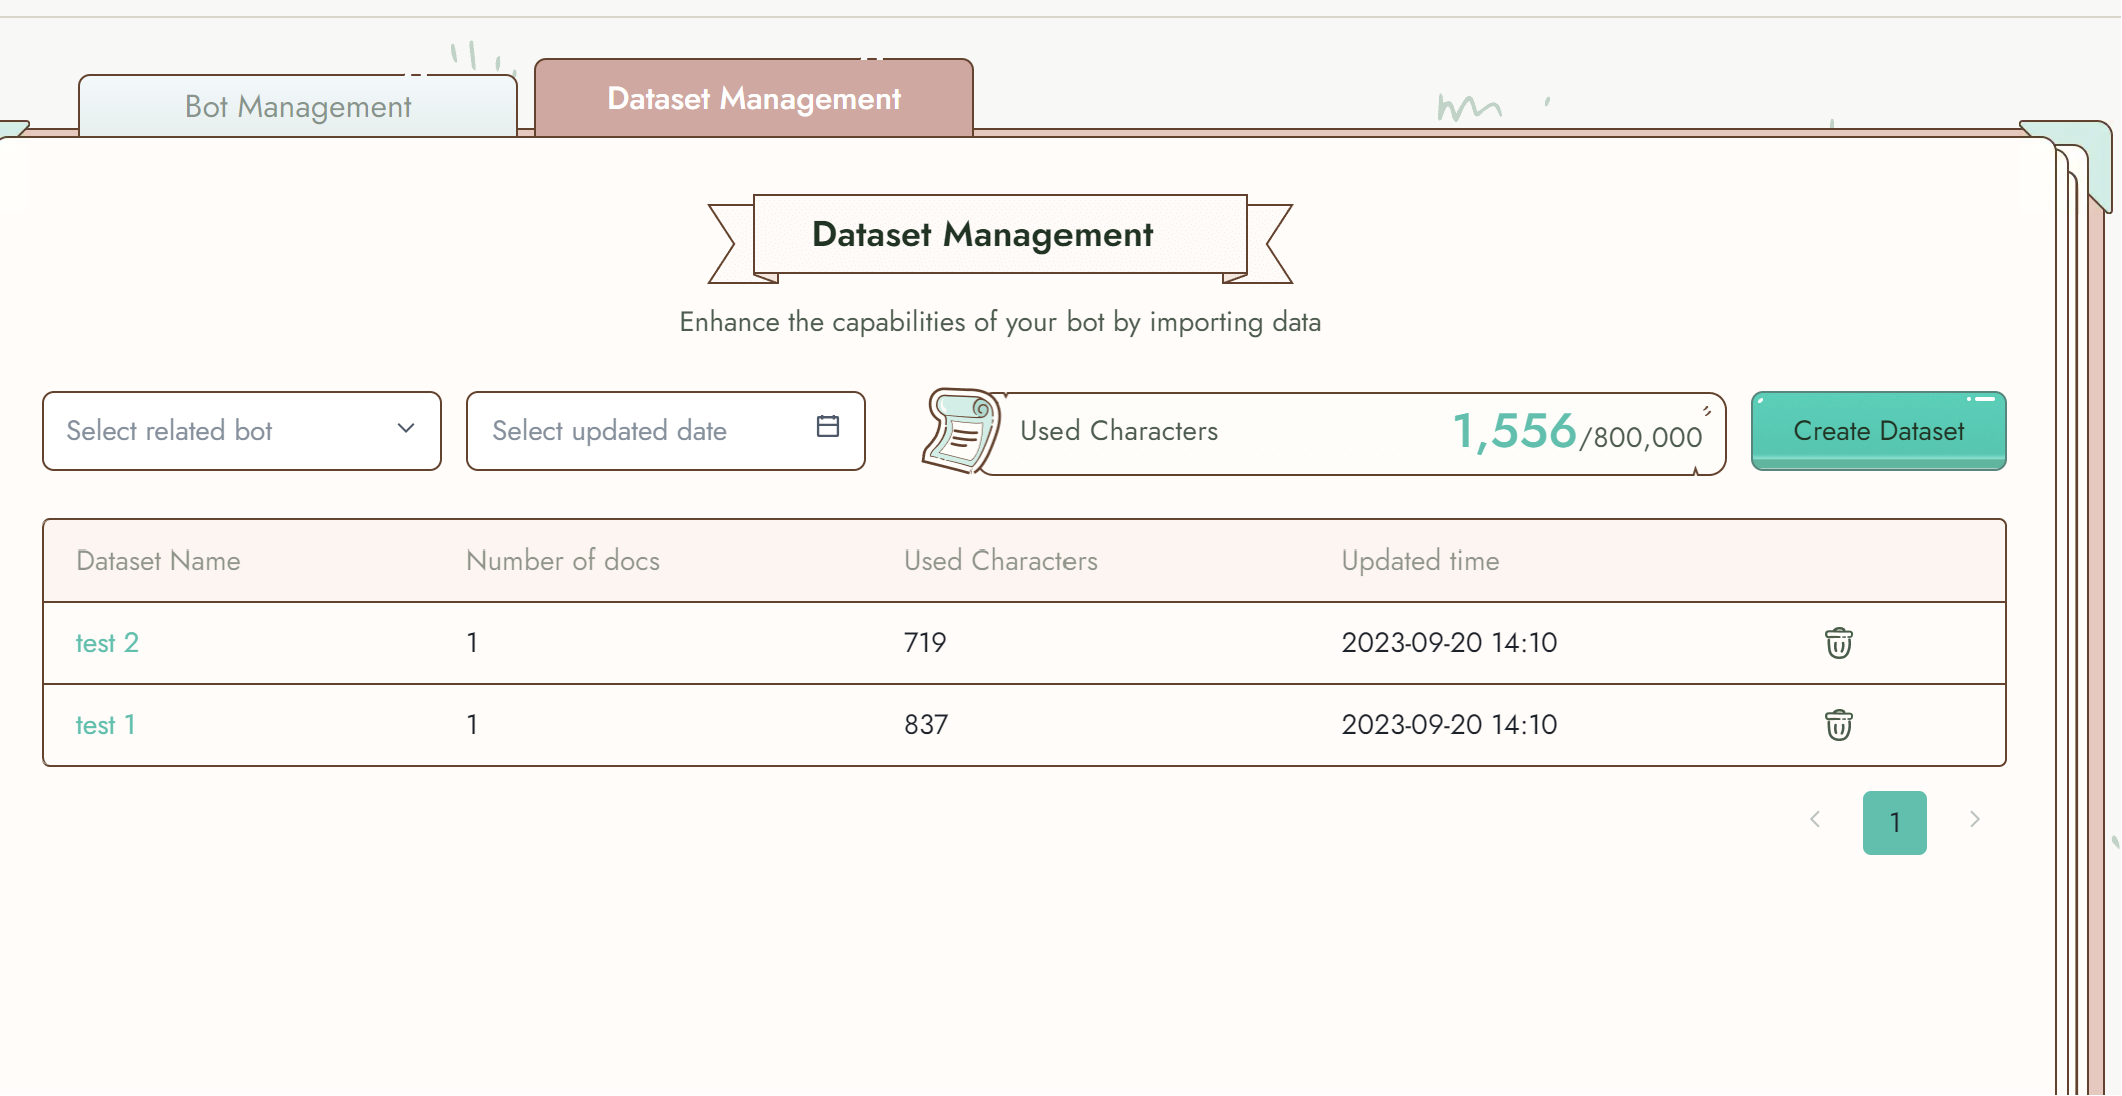 Bot Management
Dataset Management
Dataset Management
Enhance the capabilities of your bot by importing data
Select related bot
Select updated date
Used Characters
1,556/800,000
Create Dataset
Dataset Name Number of docs Used Characters Updated time
test 2 1 719 2023-09-20 14:10
test 1 1 837 2023-09-20 14:10
1